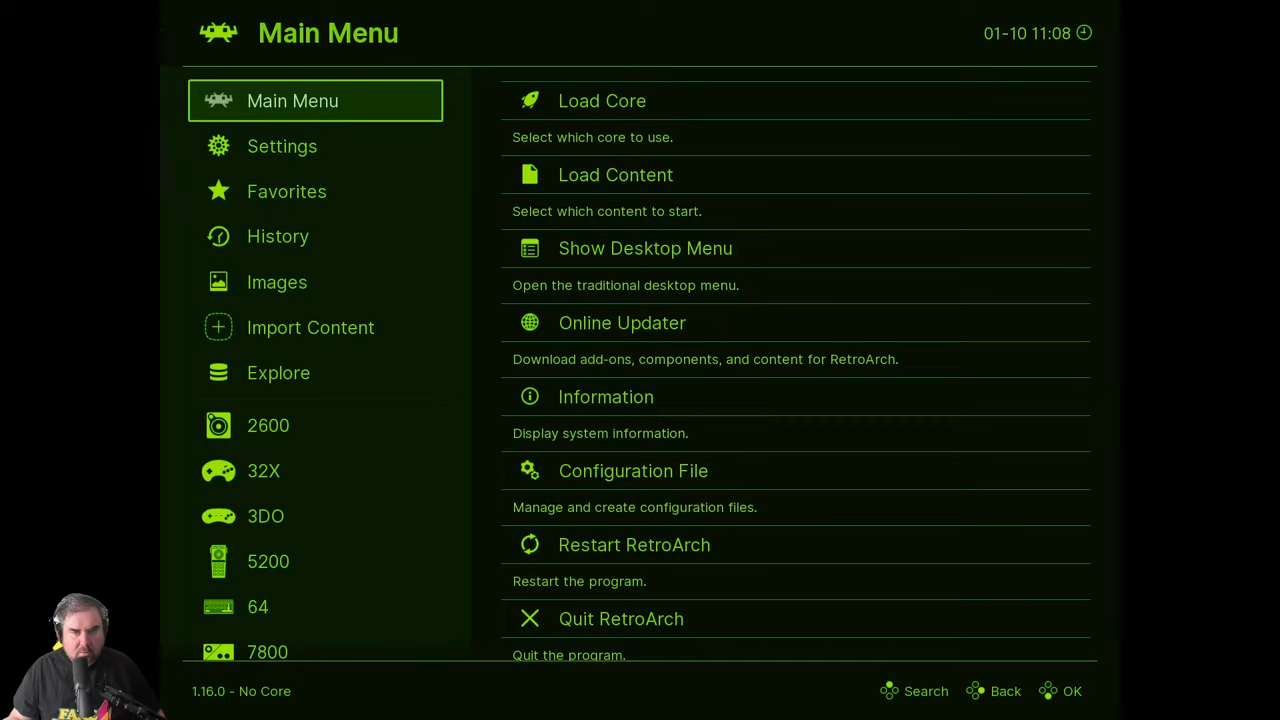 Main Menu
01-10 11:08
Main Menu
Settings
Favorites
History
Images
Import Content
Explore
2600
32X
3DO
5200
64
7800
Load Core
Select which core to use.
Load Content
Select which content to start.
Show Desktop Menu
Open the traditional desktop menu.
Online Updater
Download add-ons, components, and content for RetroArch.
Information
Display system information.
Configuration File
Manage and create configuration files.
Restart RetroArch
Restart the program.
Quit RetroArch
Quit the program.
1.16.0 - No Core
Search
Back
OK